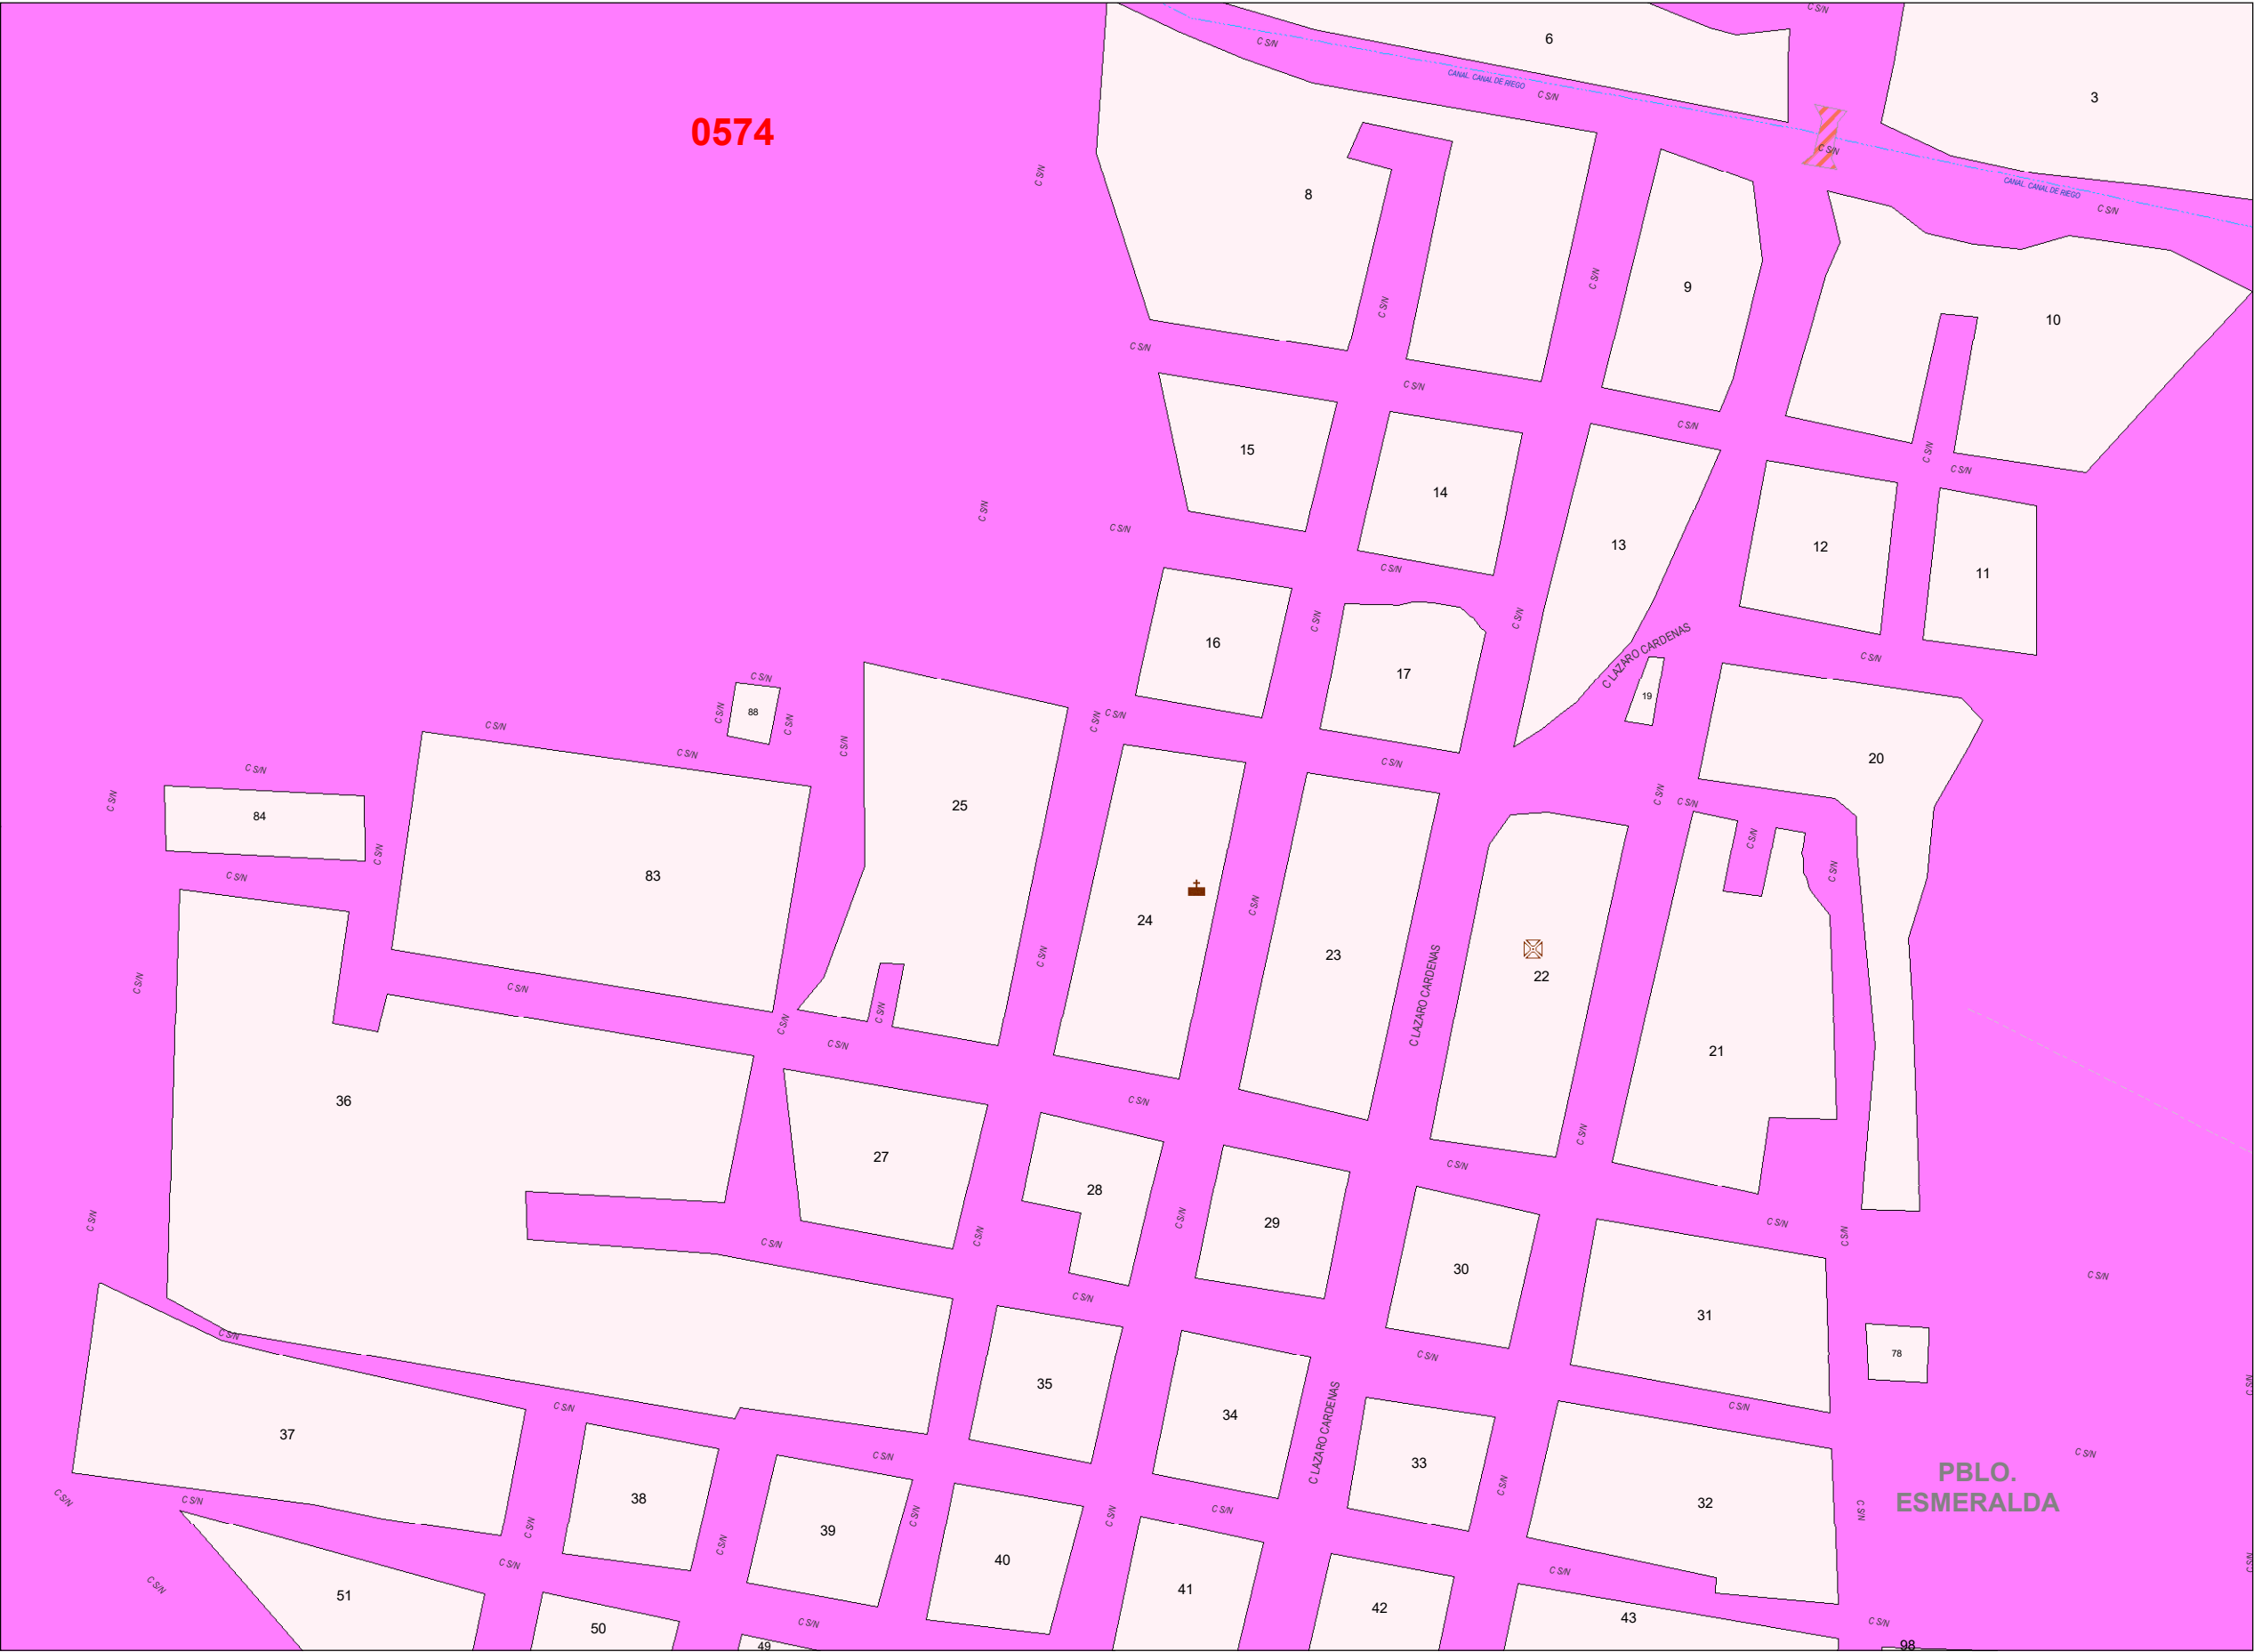 C S/N
6
C S/N
CANAL. CANAL DE RIEGO
C S/N
3
0574
C S/N
C S/N
8
CANAL. CANAL DE RIEGO
C S/N
C S/N
9
C S/N
10
C S/N
C S/N
C S/N
15
C S/N
C S/N
14
C S/N
C S/N
13
12
11
C S/N
16
C S/N
17
C S/N
C LAZARO CARDENAS
C S/N
19
C S/N
88
C S/N
C S/N
C S/N
C S/N
C S/N
C S/N
C S/N
C S/N
20
C S/N
84
C S/N
C S/N
25
C S/N
C S/N
C S/N
C S/N
C S/N
83
24
C S/N
23
C LAZARO CARDENAS
22
21
C S/N
C S/N
C S/N
C S/N
C S/N
C S/N
36
C S/N
27
28
C S/N
29
C S/N
C S/N
30
C S/N
C S/N
C S/N
C S/N
C S/N
C S/N
C S/N
31
78
C S/N
C S/N
35
34
C LAZARO CARDENAS
C S/N
33
C S/N
C S/N
37
C S/N
C S/N
38
39
C S/N
40
C S/N
C S/N
C S/N
32
C S/N
PBLO.
ESMERALDA
C S/N
C S/N
C S/N
C S/N
C S/N
C S/N
51
50
C S/N
49
41
42
C S/N
43
C S/N
C S/N
98